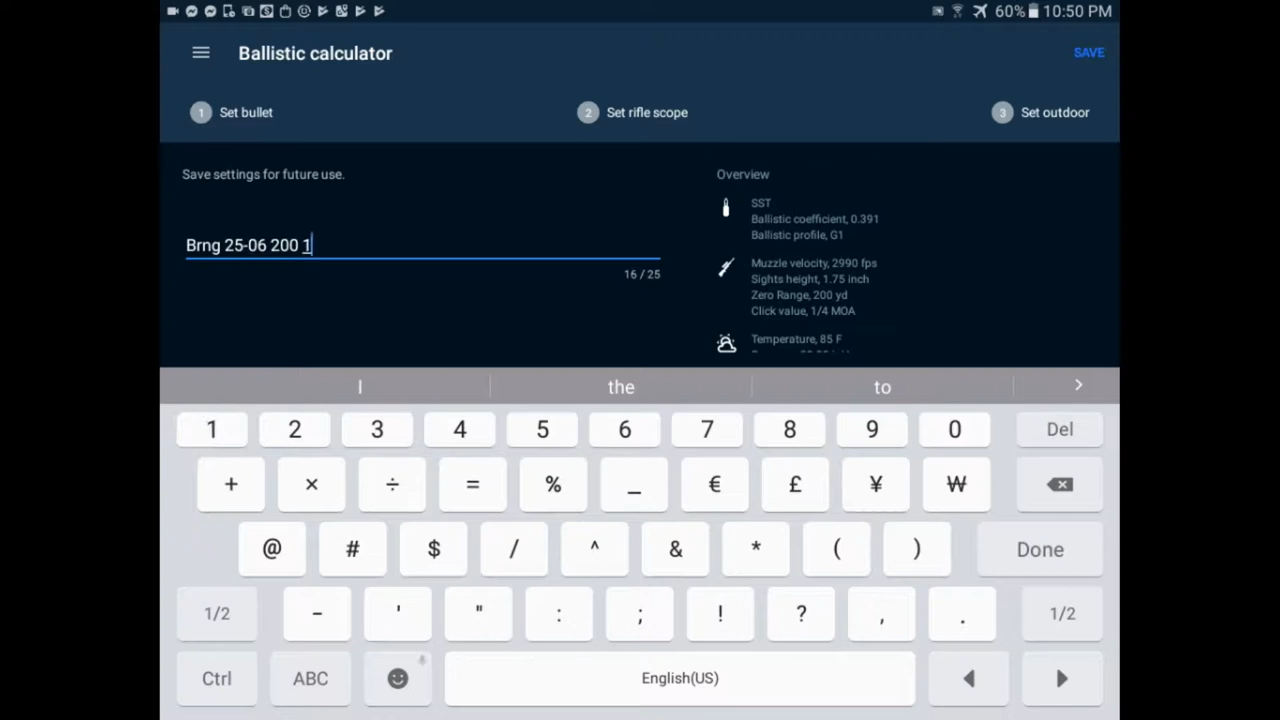 60% 10:50 PM
Ballistic calculator
SAVE
1 Set bullet
2 Set rifle scope
3 Set outdoor
Save settings for future use.
Brng 25-06 200 1
16 / 25
Overview
SST
Ballistic coefficient, 0.391
Ballistic profile, G1
Muzzle velocity, 2990 fps
Sights height, 1.75 inch
Zero Range, 200 yd
Click value, 1/4 MOA
Temperature, 85 F
I the to >
1 2 3 4 5 6 7 8 9 0 Del
+ × ÷ = % _ € £ ¥ ₩
@ # $ / ^ & * ( ) Done
1/2 - ' " : ; ! ? , . 1/2
Ctrl ABC English(US)